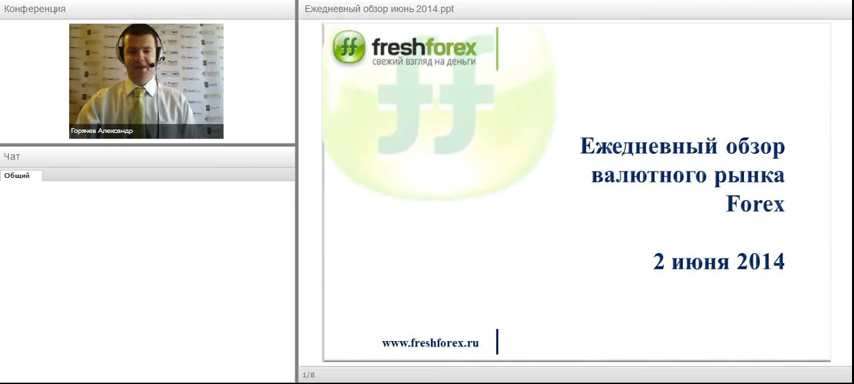 Конференция
Горячев Александр
Чат
Общий
Ежедневный обзор июнь 2014.ppt
freshforex
свежий взгляд на деньги
Ежедневный обзор
валютного рынка
Forex
2 июня 2014
www.freshforex.ru
1/8